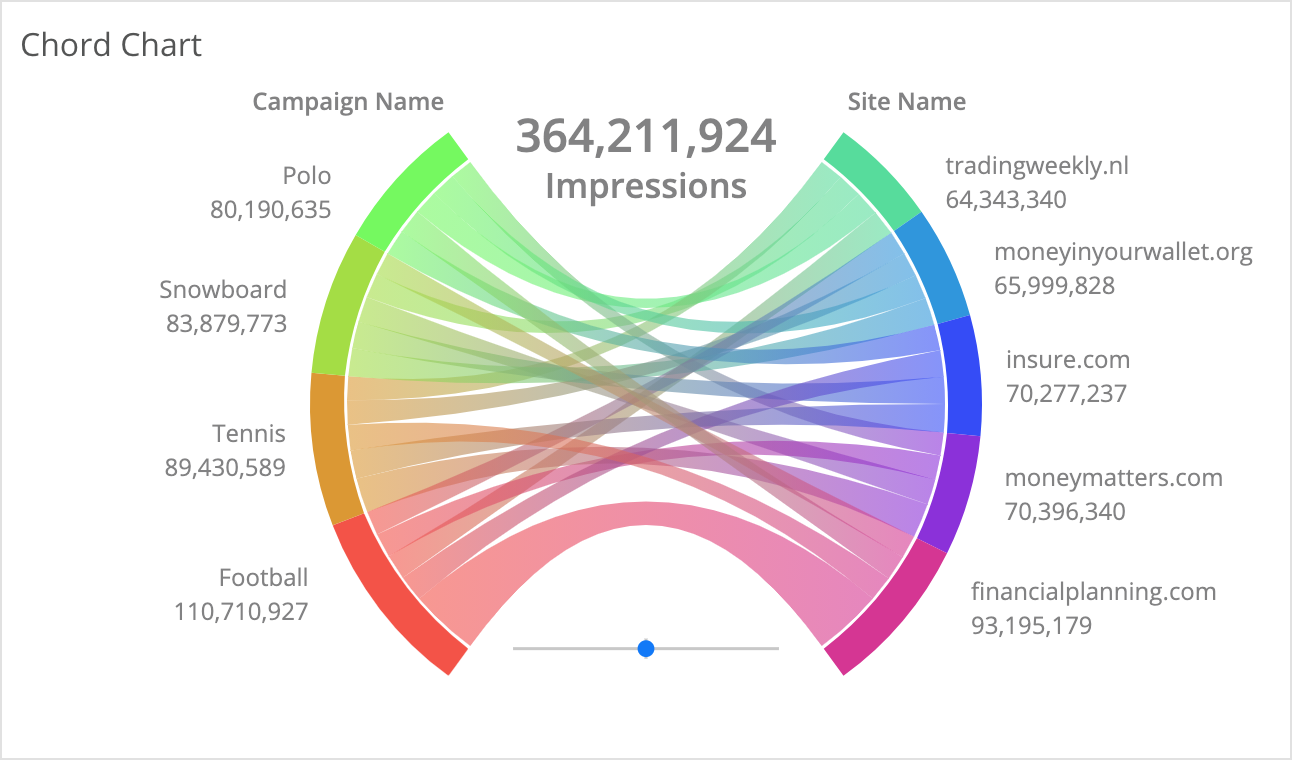 Chord Chart
Campaign Name
364,211,924
Impressions
Site Name
Polo
80,190,635
Snowboard
83,879,773
Tennis
89,430,589
Football
110,710,927
tradingweekly.nl
64,343,340
moneyinyourwallet.org
65,999,828
insure.com
70,277,237
moneymatters.com
70,396,340
financialplanning.com
93,195,179